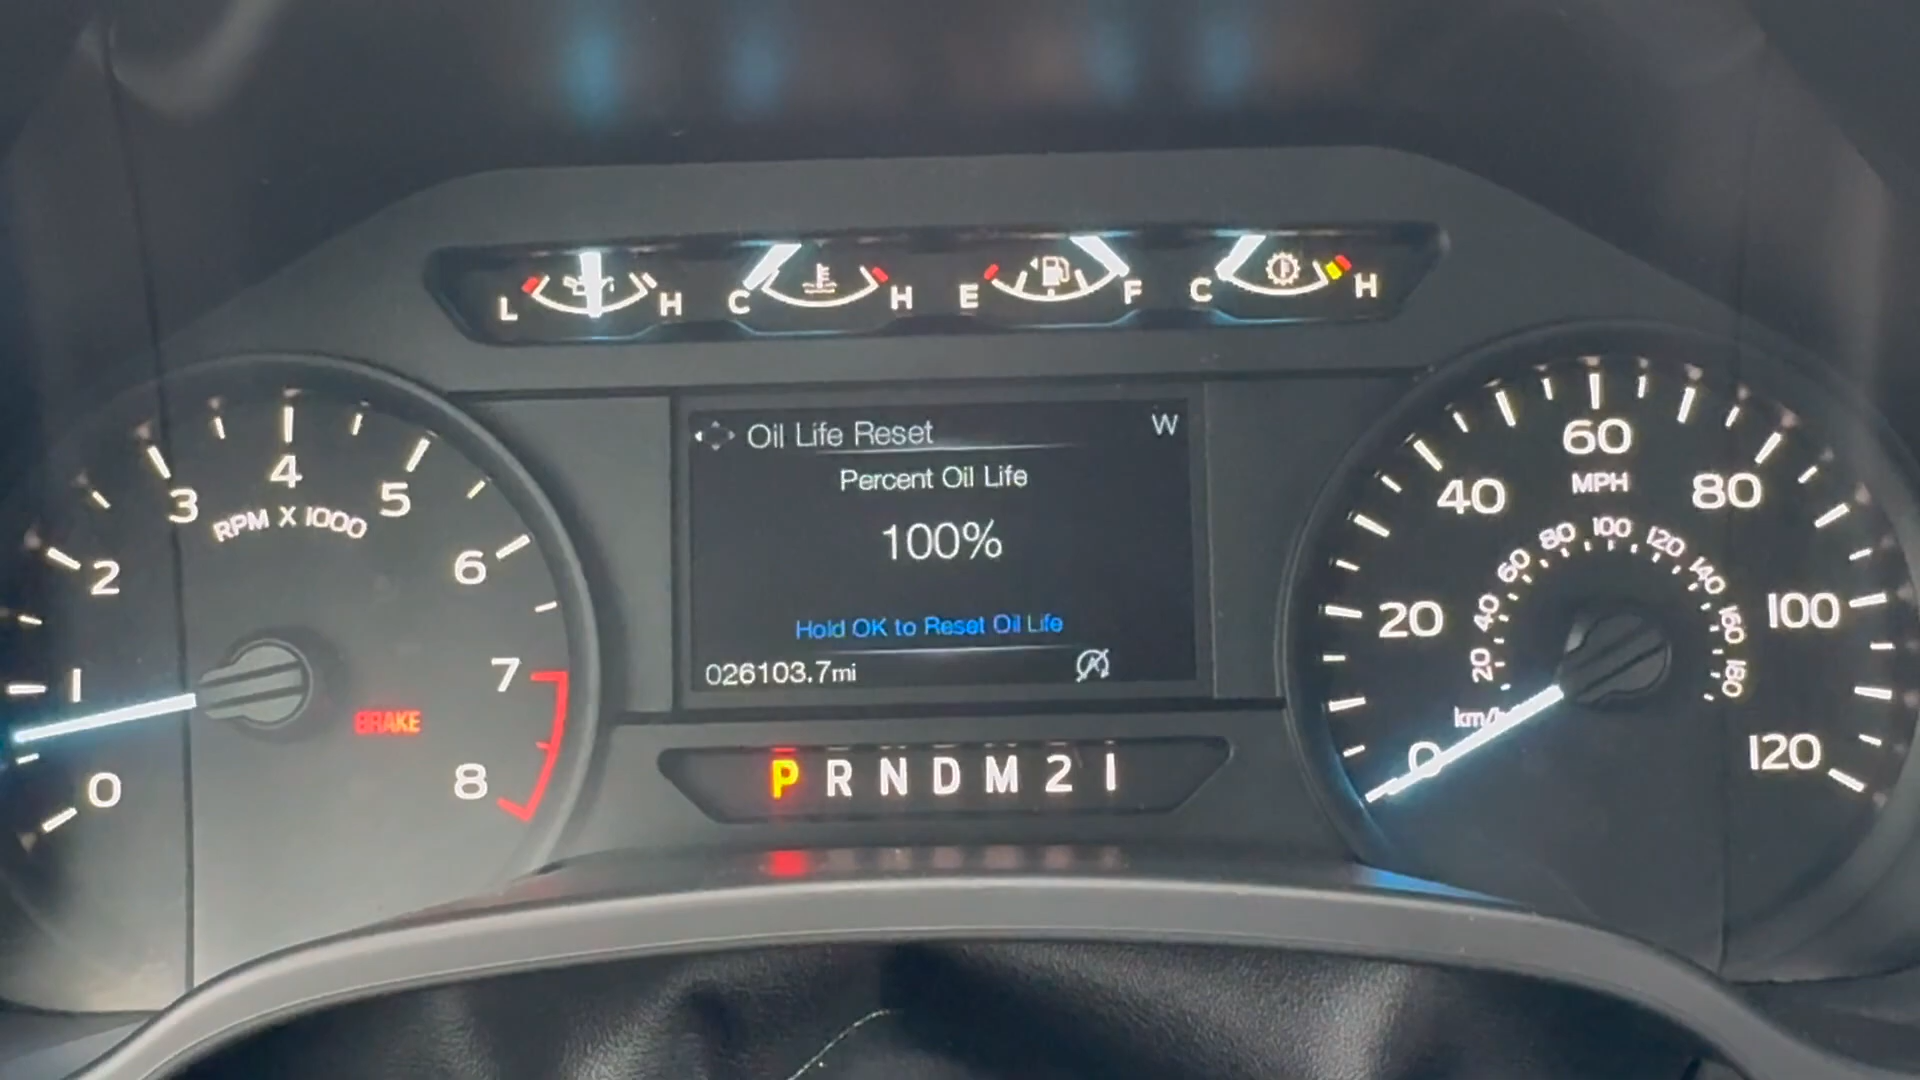 L H C H E F C H
Oil Life Reset W
Percent Oil Life
100%
Hold OK to Reset Oil Life
026103.7mi
0 1 2 3 4 5 6 7 8
RPM X 1000
BRAKE
P R N D M 2 1
0 20 40 60 80 100 120
MPH
20 40 60 80 100 120 140 160 180
km/h